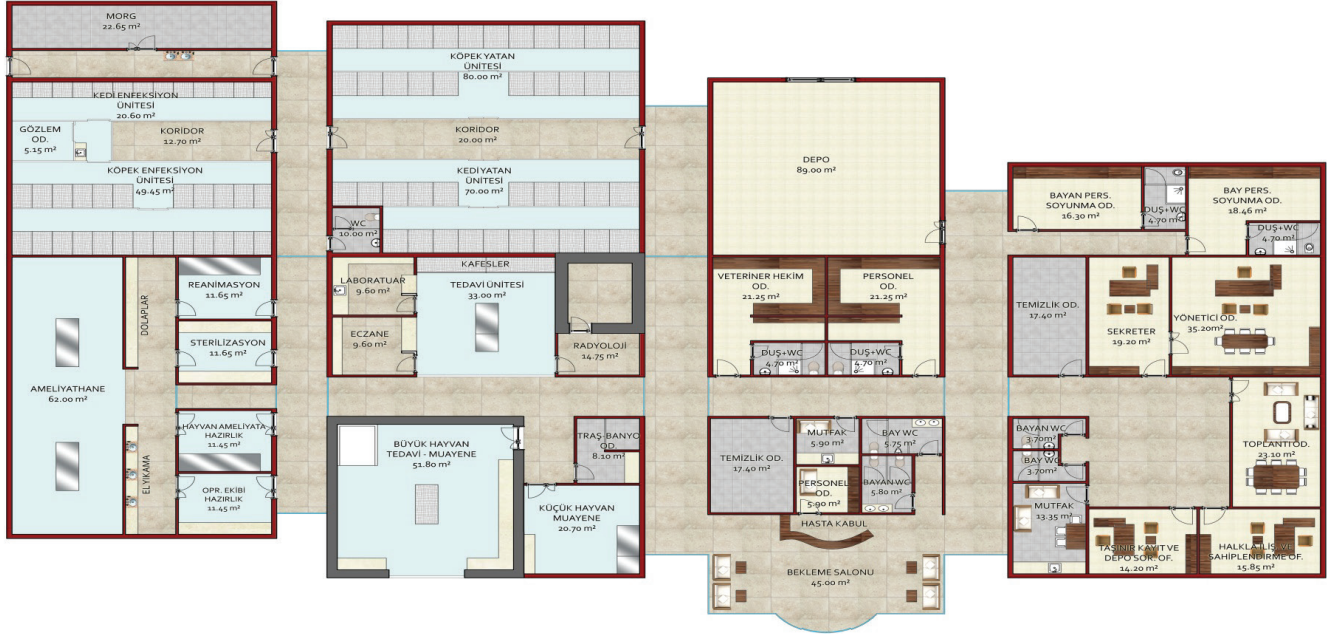 MORG
22.65 m²
KEDİ ENFEKSİYON
ÜNİTESİ
20.60 m²
GÖZLEM
OD.
5.15 m²
KORİDOR
12.70 m²
KÖPEK ENFEKSİYON
ÜNİTESİ
49.45 m²
DOLAPLAR
REANİMASYON
11.65 m²
STERİLİZASYON
11.65 m²
AMELİYATHANE
62.00 m²
HAYVAN AMELİYATA
HAZIRLIK
11.45 m²
ELYIKAMA
OPR. EKİBİ
HAZIRLIK
11.45 m²
KÖPEK YATAN
ÜNİTESİ
80.00 m²
KORİDOR
20.00 m²
KEDİ YATAN
ÜNİTESİ
70.00 m²
WC
10.00 m²
KAFESLER
LABORATUAR
9.60 m²
TEDAVİ ÜNİTESİ
33.00 m²
ECZANE
9.60 m²
RADYOLOJİ
14.75 m²
BÜYÜK HAYVAN
TEDAVİ - MUAYENE
51.80 m²
TRAŞ-BANYO
OD.
8.10 m²
KÜÇÜK HAYVAN
MUAYENE
20.70 m²
DEPO
89.00 m²
VETERİNER HEKİM
OD.
21.25 m²
PERSONEL
OD.
21.25 m²
DUŞ+WC
4.70 m²
DUŞ+WC
4.70 m²
TEMİZLİK OD.
17.40 m²
MUTFAK
5.90 m²
BAY WC
5.75 m²
PERSONEL
OD.
5.90 m²
BAYAN WC
5.80 m²
HASTA KABUL
BEKLEME SALONU
45.00 m²
BAYAN PERS.
SOYUNMA OD.
16.30 m²
DUŞ+WC
4.70 m²
BAY PERS.
SOYUNMA OD.
18.46 m²
DUŞ+WC
4.70 m²
TEMİZLİK OD.
17.40 m²
SEKRETER
19.20 m²
YÖNETİCİ OD.
35.20m²
BAYAN WC
3.70m²
BAY WC
3.70m²
TOPLANTI OD.
23.10 m²
MUTFAK
13.35 m²
TAŞINIR KAYIT VE
DEPO SOR. OF.
14.20 m²
HALKLA İLİŞ. VE
SAHİPLENDİRME OF.
15.85 m²